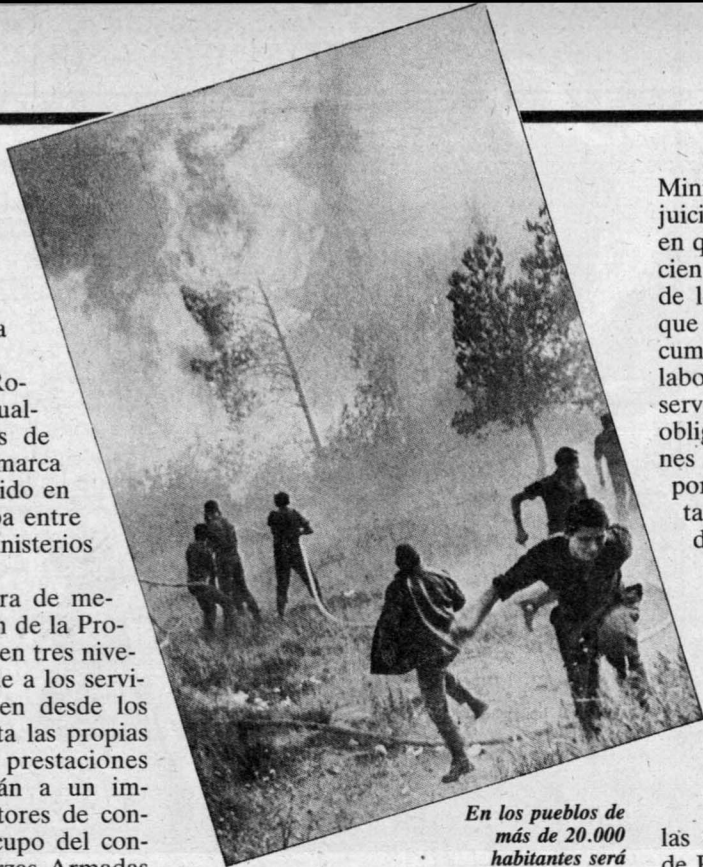 a
Ro-
ual-
s de
marca
ido en
oa entre
nisterios
ra de me-
n de la Pro-
en tres nive-
e a los servi-
en desde los
ta las propias
prestaciones
án a un im-
tores de con-
cupo del con-
rzas Armadas
En los pueblos de
más de 20.000
habitantes será
Min
juici
en q
cien
de l
que
cum
labo
serv
oblig
nes
por
ta
d
las
de